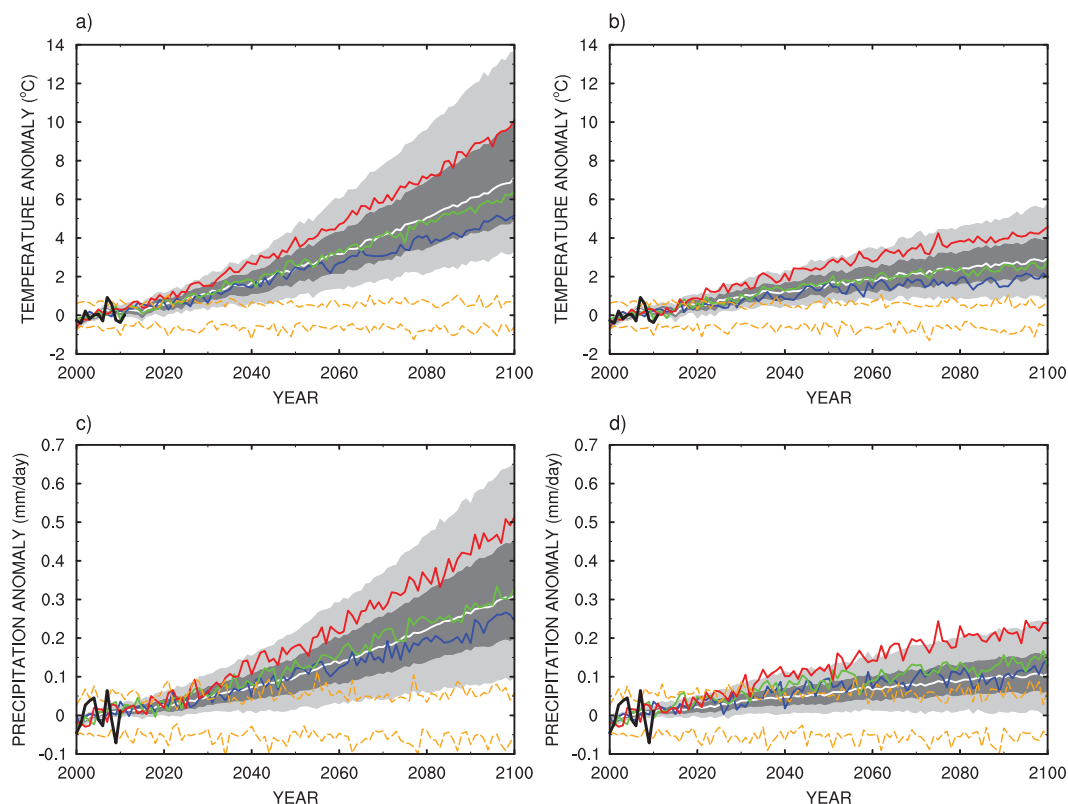 a)
TEMPERATURE ANOMALY (°C)
14
12
10
8
6
4
2
0
-2
2000 2020 2040 2060 2080 2100
YEAR
b)
TEMPERATURE ANOMALY (°C)
14
12
10
8
6
4
2
0
-2
2000 2020 2040 2060 2080 2100
YEAR
c)
PRECIPITATION ANOMALY (mm/day)
0.7
0.6
0.5
0.4
0.3
0.2
0.1
0
-0.1
2000 2020 2040 2060 2080 2100
YEAR
d)
PRECIPITATION ANOMALY (mm/day)
0.7
0.6
0.5
0.4
0.3
0.2
0.1
0
-0.1
2000 2020 2040 2060 2080 2100
YEAR